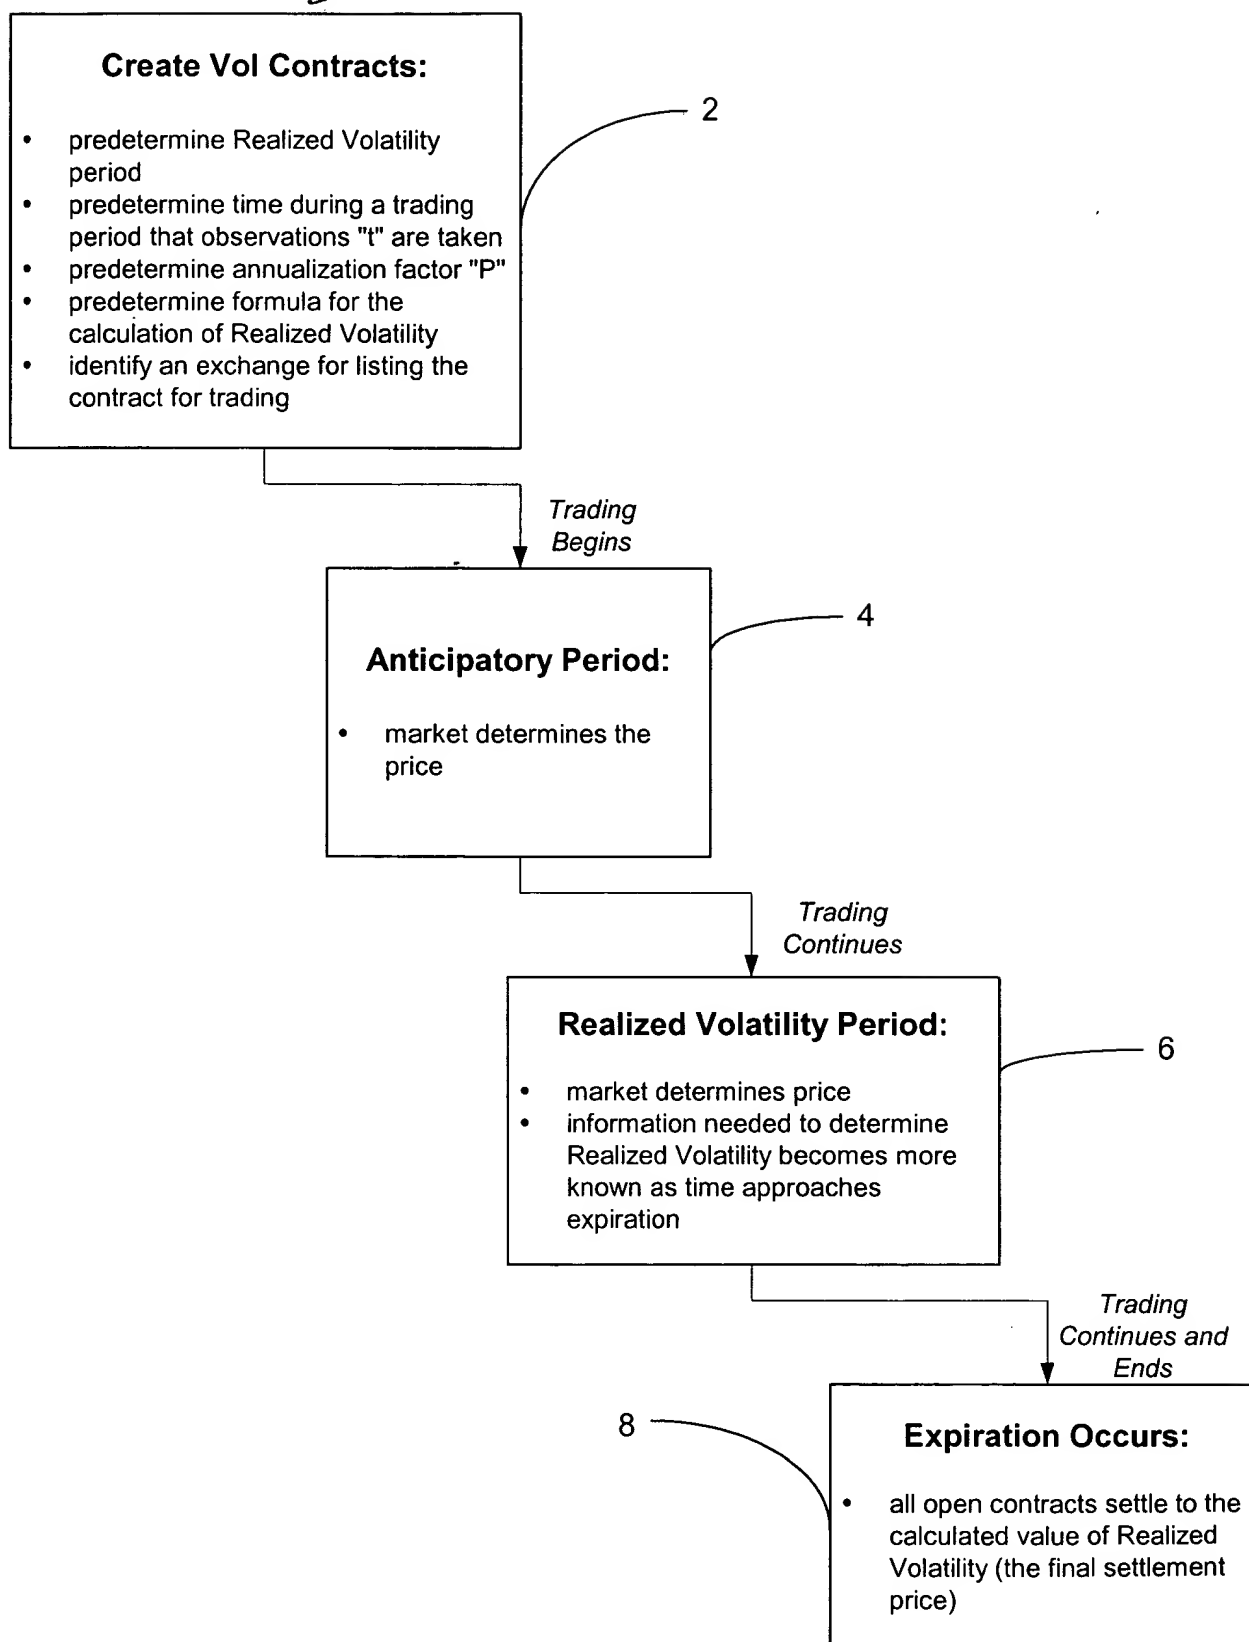 Create Vol Contracts:
• predetermine Realized Volatility
period
• predetermine time during a trading
period that observations "t" are taken
• predetermine annualization factor "P"
• predetermine formula for the
calculation of Realized Volatility
• identify an exchange for listing the
contract for trading
2
Trading
Begins
Anticipatory Period:
• market determines the
price
4
Trading
Continues
Realized Volatility Period:
• market determines price
• information needed to determine
Realized Volatility becomes more
known as time approaches
expiration
6
Trading
Continues and
Ends
8
Expiration Occurs:
• all open contracts settle to the
calculated value of Realized
Volatility (the final settlement
price)